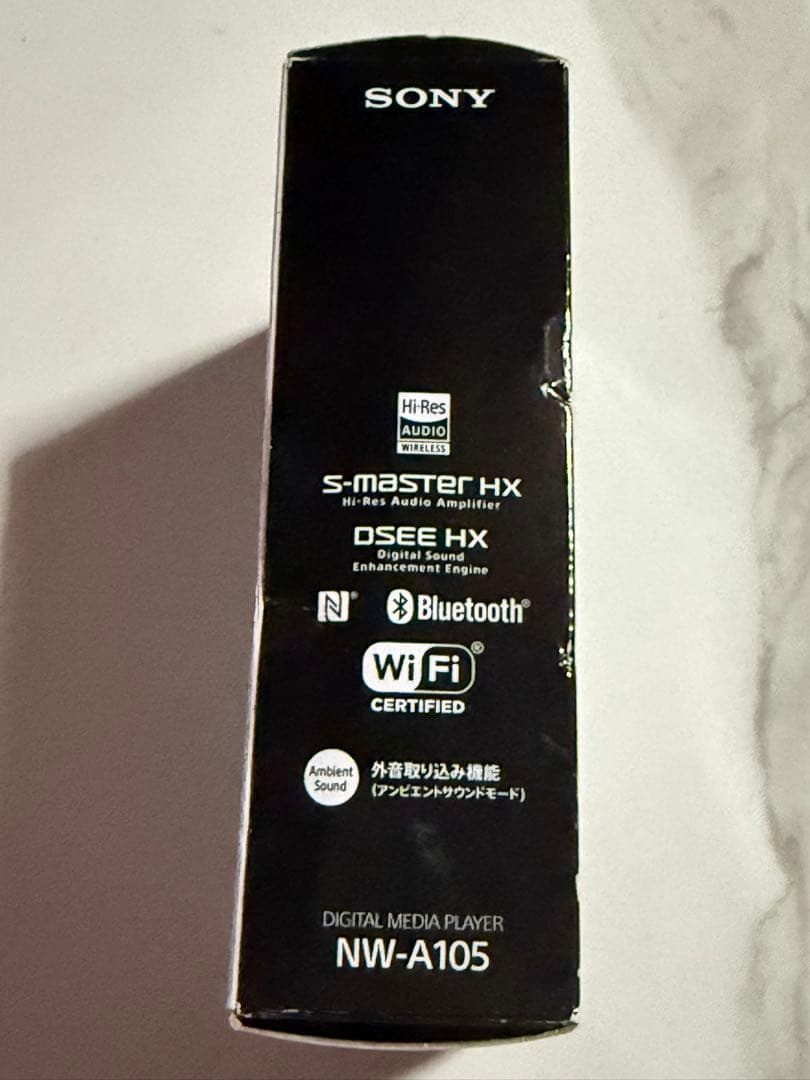 SONY
Hi-Res
AUDIO
WIRELESS
S-Master HX
Hi-Res Audio Amplifier
DSEE HX
Digital Sound
Enhancement Engine
N® Bluetooth®
Wi Fi®
CERTIFIED
Ambient
Sound
外音取り込み機能
(アンビエントサウンドモード)
DIGITAL MEDIA PLAYER
NW-A105